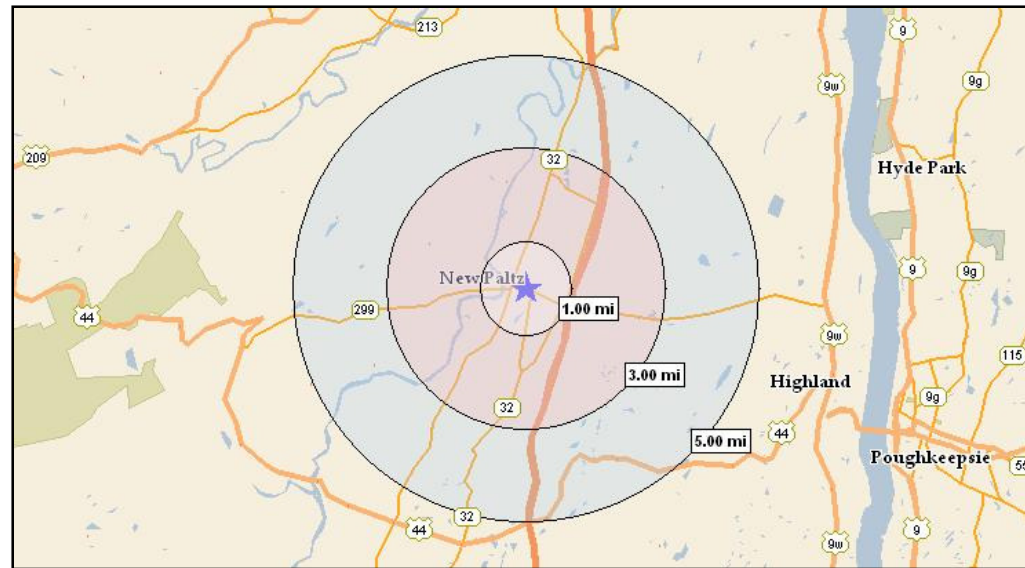 213
9
9w
9g
32
209
Hyde Park
New Paltz
9
9g
1.00 mi
299
44
9w
115
3.00 mi
Highland
9g
32
44
5.00 mi
Poughkeepsie
55
32
44
9w
9